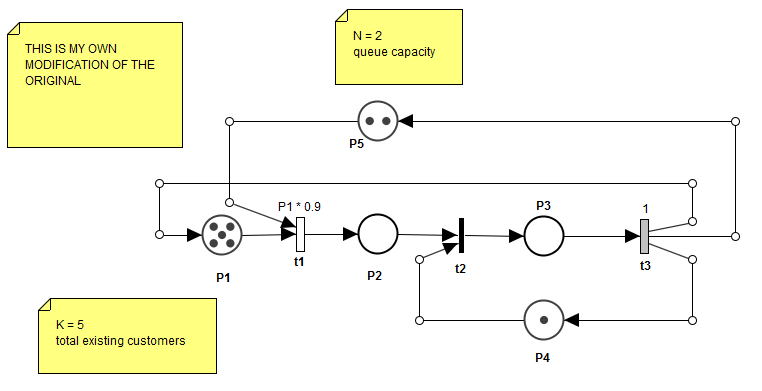 THIS IS MY OWN
MODIFICATION OF THE
ORIGINAL
N = 2
queue capacity
P5
P1 * 0.9
P3
1
P1
t1
P2
t2
t3
K = 5
total existing customers
P4